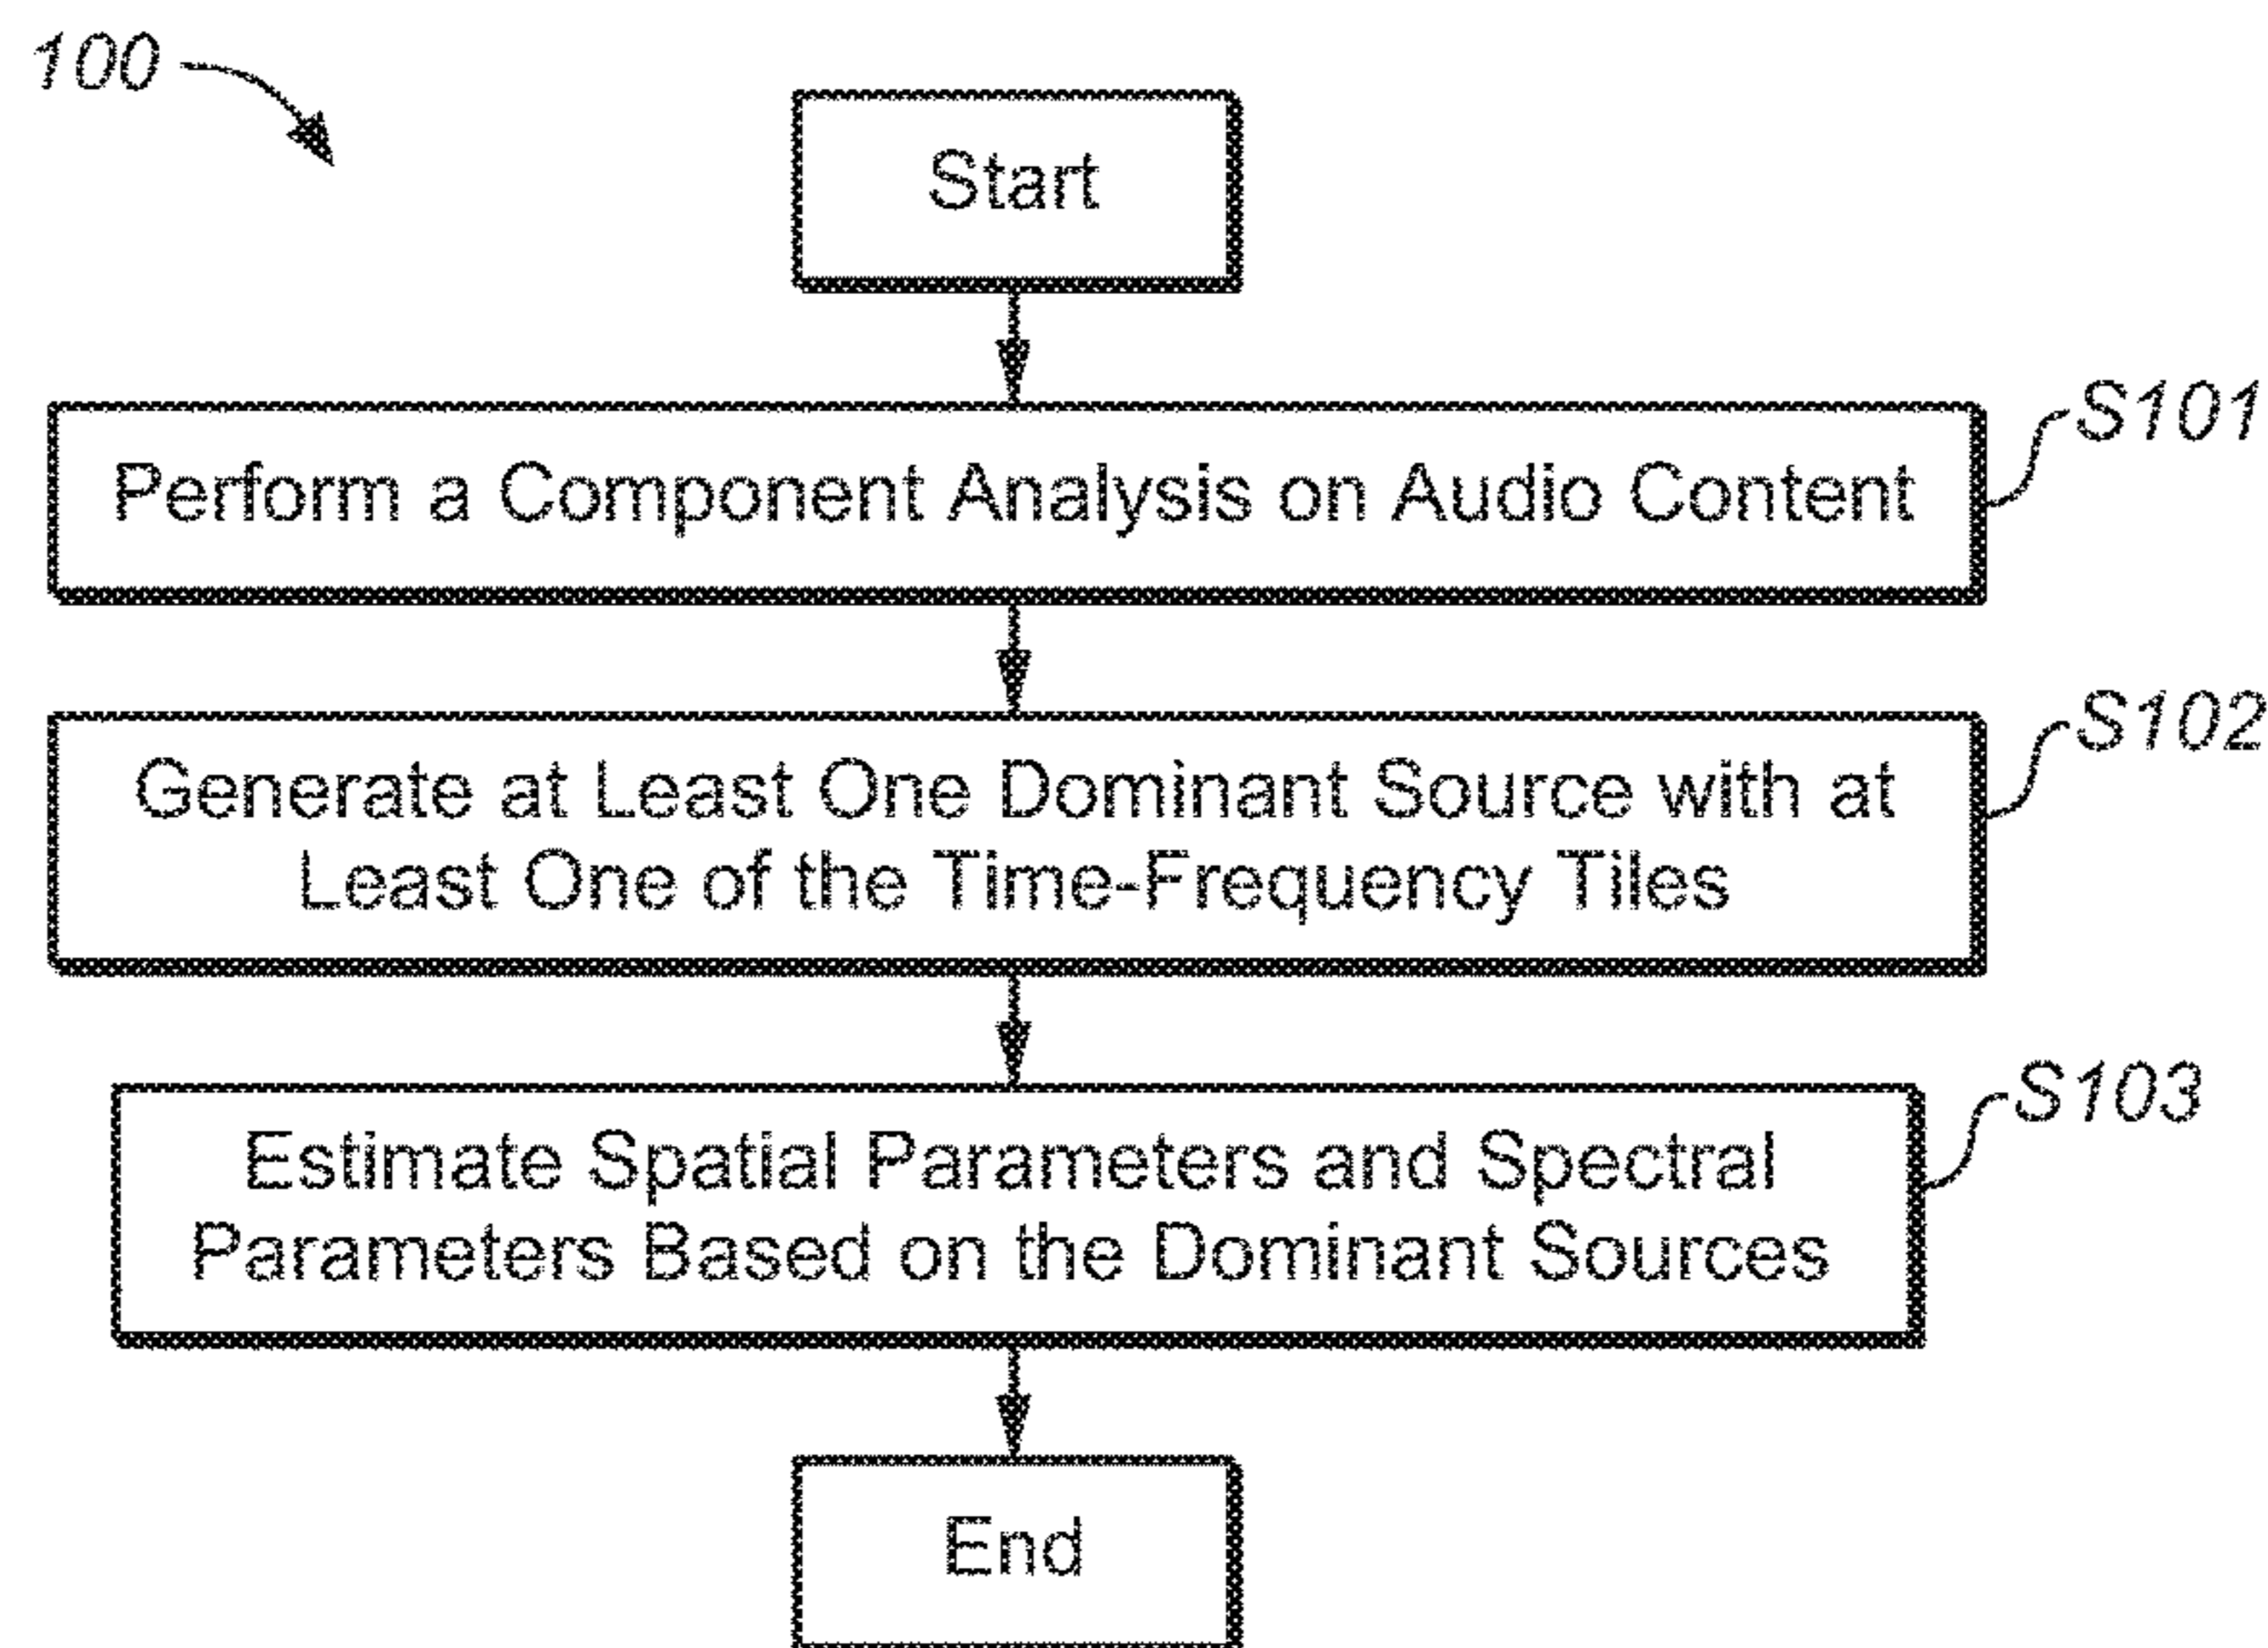 100
Start
Perform a Component Analysis on Audio Content
S101
Generate at Least One Dominant Source with at
Least One of the Time-Frequency Tiles
S102
Estimate Spatial Parameters and Spectral
Parameters Based on the Dominant Sources
S103
End